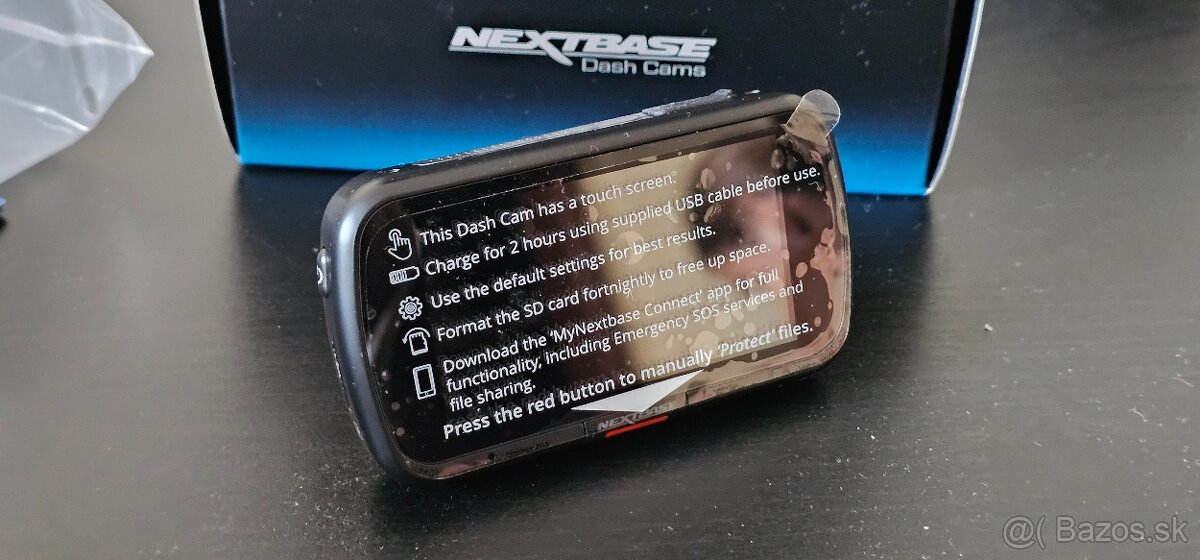 NEXTBASE
Dash Cams
This Dash Cam has a touch screen.
Charge for 2 hours using supplied USB cable before use.
Use the default settings for best results.
Format the SD card fortnightly to free up space.
Download the 'MyNextbase Connect' app for full
functionality, including Emergency SOS services and
file sharing.
Press the red button to manually 'Protect' files.
NEXTBASE
@( Bazos.sk